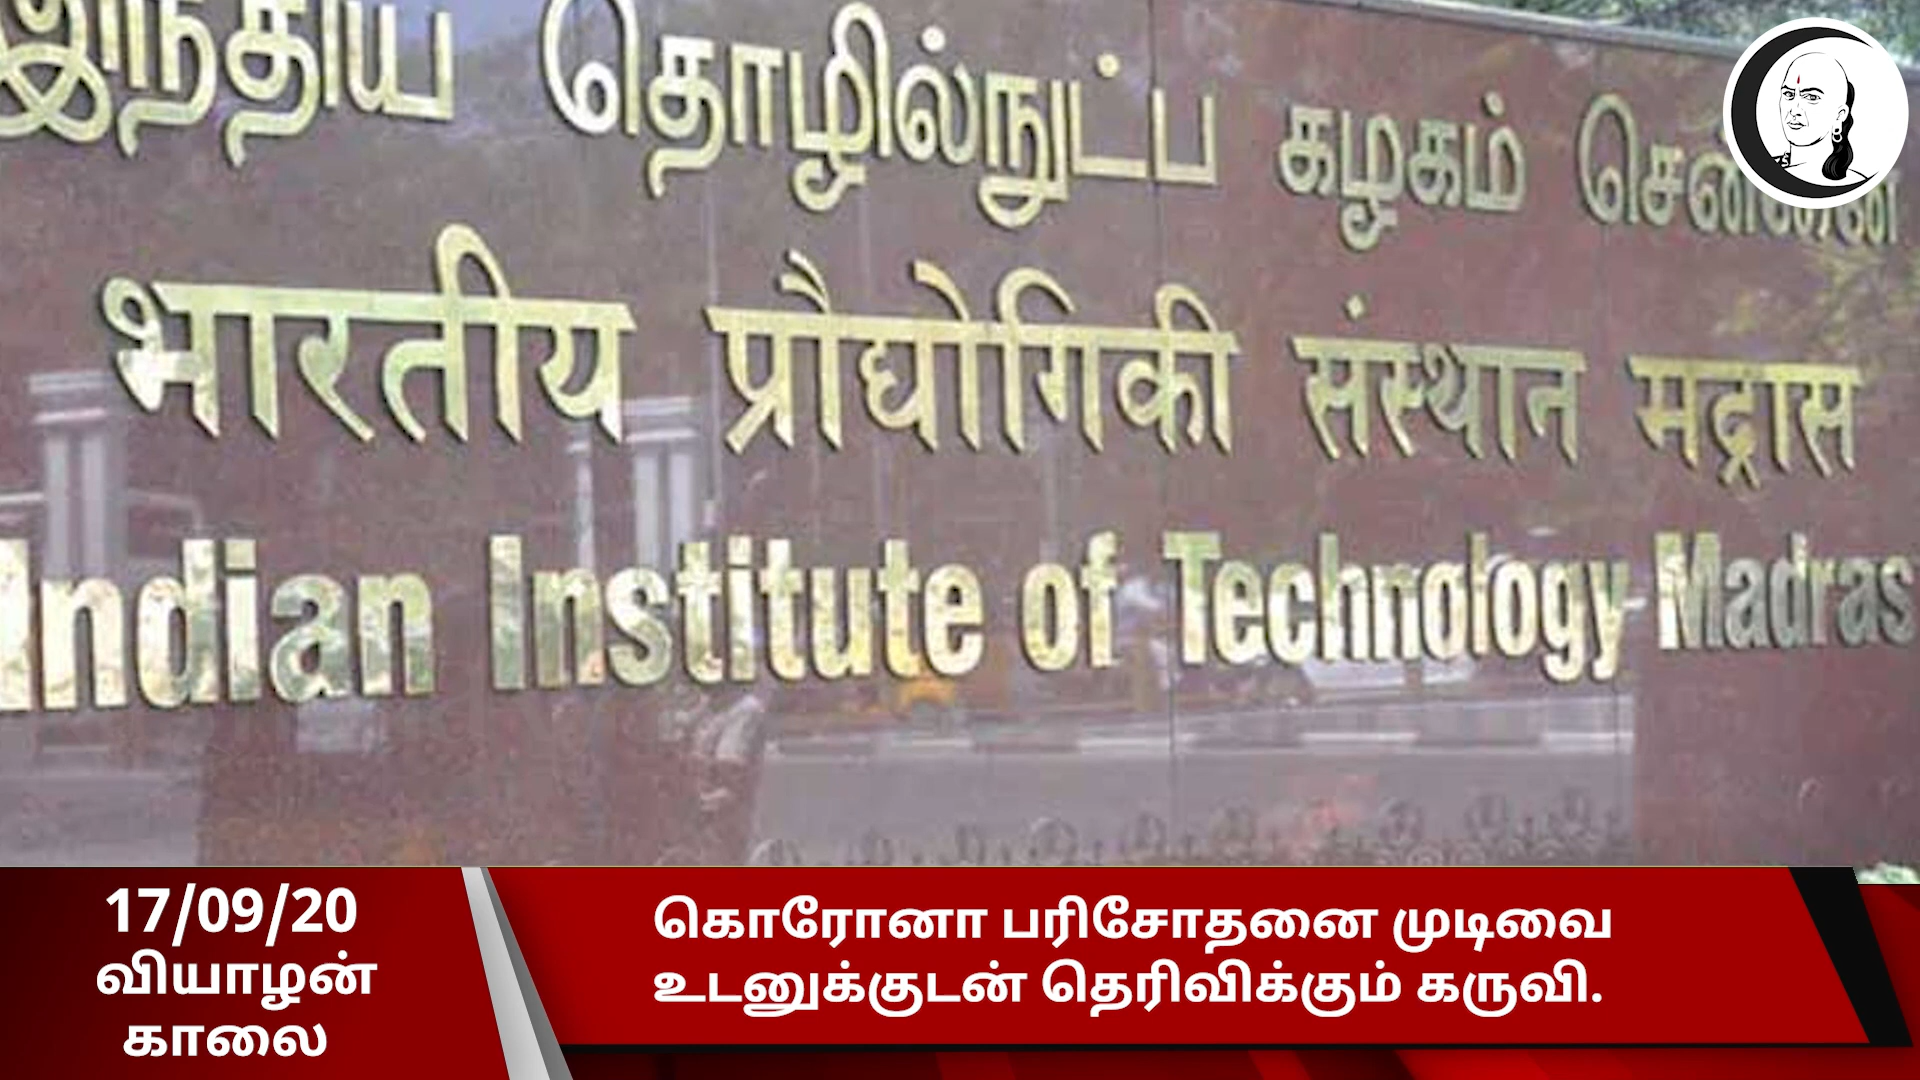 இந்திய தொழில்நுட்ப கழகம் சென்னை
भारतीय प्रौद्योगिकी संस्थान मद्रास
Indian Institute of Technology Madras
17/09/20
வியாழன்
காலை
கொரோனா பரிசோதனை முடிவை
உடனுக்குடன் தெரிவிக்கும் கருவி.